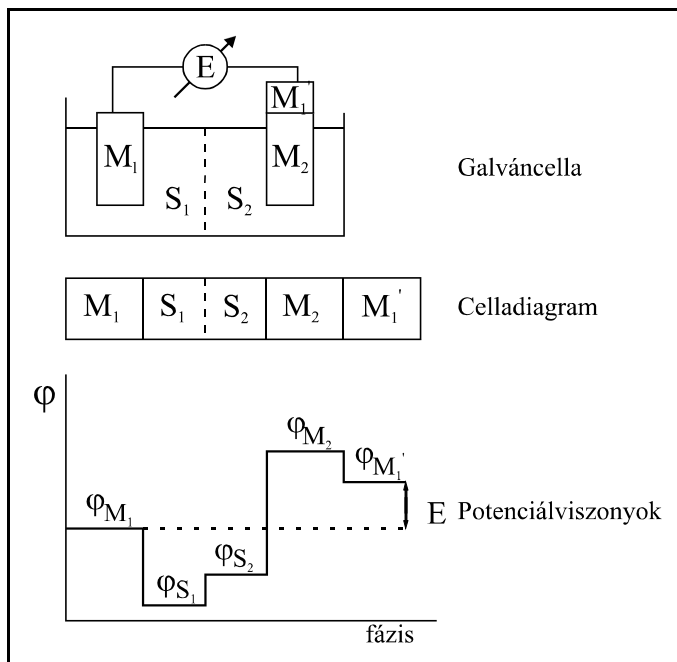 E
M₁'
M₁ M₂
S₁ S₂
Galváncella
M₁ S₁ S₂ M₂ M₁'
Celladiagram
φ
φM₂
φM₁'
φM₁
E Potenciálviszonyok
φS₂
φS₁
fázis